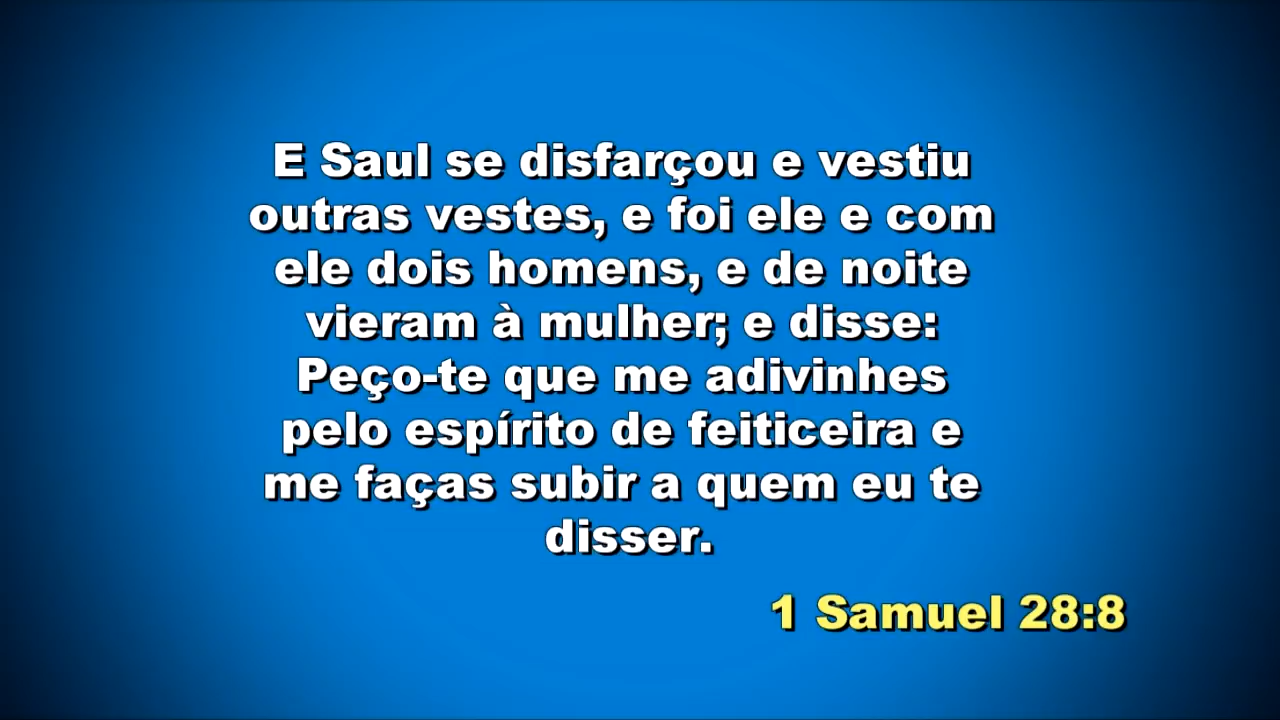 E Saul se disfarçou e vestiu
outras vestes, e foi ele e com
ele dois homens, e de noite
vieram à mulher; e disse:
Peço-te que me adivinhes
pelo espírito de feiticeira e
me faças subir a quem eu te
disser.
1 Samuel 28:8